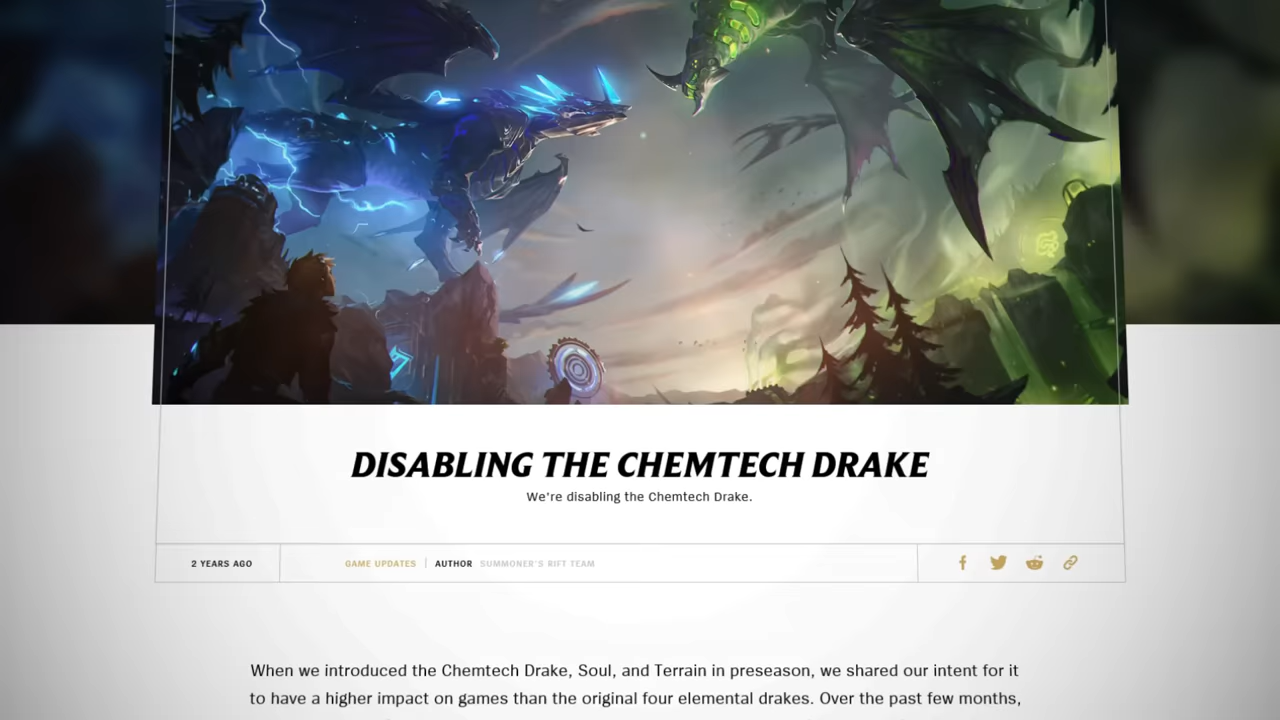 DISABLING THE CHEMTECH DRAKE
We're disabling the Chemtech Drake.
2 YEARS AGO
GAME UPDATES | AUTHOR SUMMONER'S RIFT TEAM
When we introduced the Chemtech Drake, Soul, and Terrain in preseason, we shared our intent for it
to have a higher impact on games than the original four elemental drakes. Over the past few months,